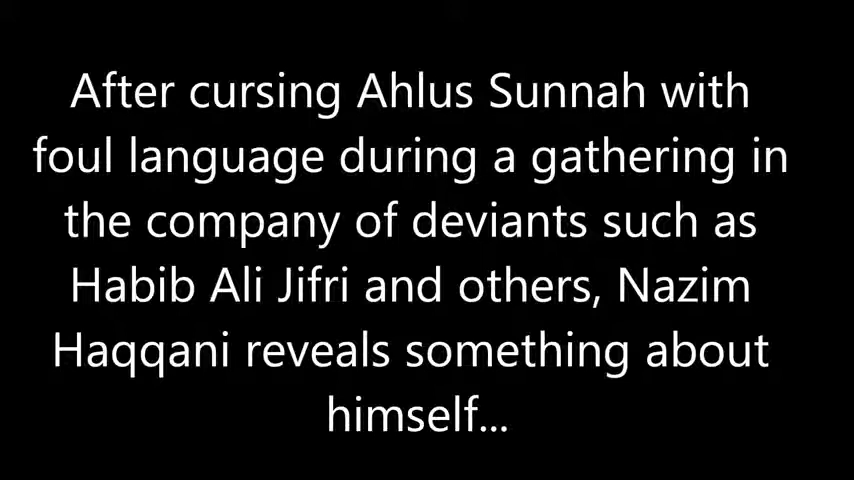 After cursing Ahlus Sunnah with
foul language during a gathering in
the company of deviants such as
Habib Ali Jifri and others, Nazim
Haqqani reveals something about
himself...